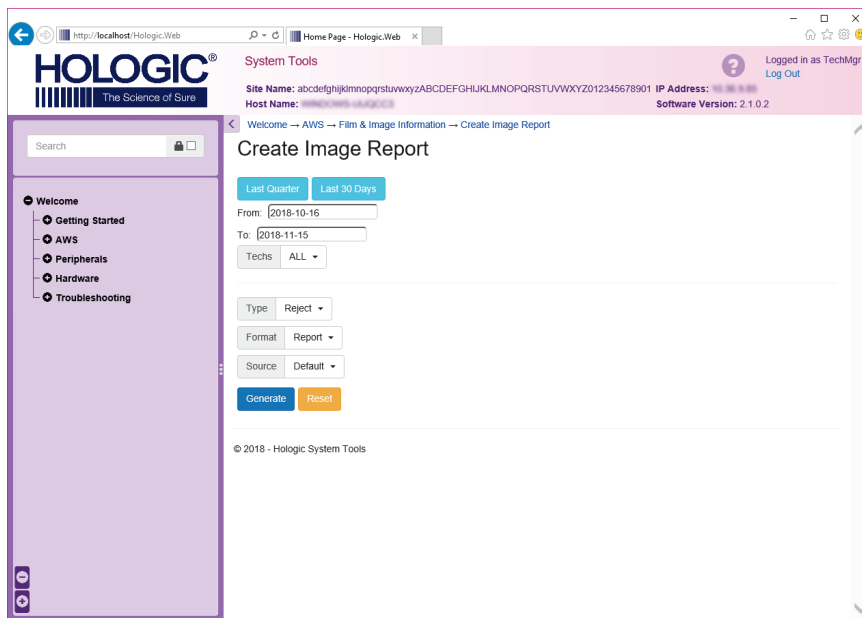 http://localhost/Hologic.Web
Home Page - Hologic.Web
HOLOGIC®
The Science of Sure
System Tools
Logged in as TechMgr
Log Out
Site Name: abcdefghijklmnopqrstuvwxyzABCDEFGHIJKLMNOPQRSTUVWXYZ012345678901 IP Address:
Host Name:
Software Version: 2.1.0.2
Welcome → AWS → Film & Image Information → Create Image Report
Search
Welcome
Getting Started
AWS
Peripherals
Hardware
Troubleshooting
Create Image Report
Last Quarter Last 30 Days
From: 2018-10-16
To: 2018-11-15
Techs ALL
Type Reject
Format Report
Source Default
Generate Reset
© 2018 - Hologic System Tools